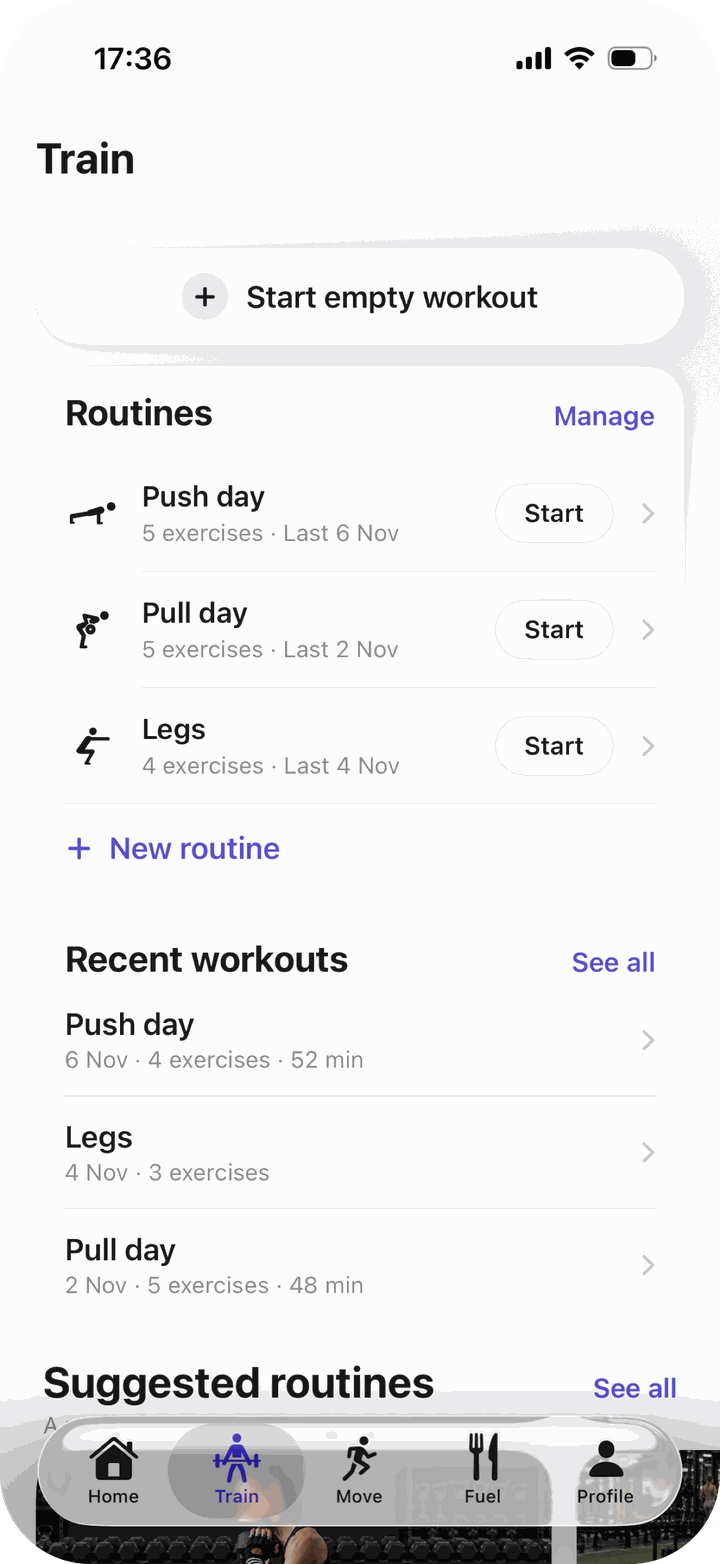 17:36
Train
Start empty workout
Routines
Manage
Push day
5 exercises · Last 6 Nov
Start
Pull day
5 exercises · Last 2 Nov
Start
Legs
4 exercises · Last 4 Nov
Start
+ New routine
Recent workouts
See all
Push day
6 Nov · 4 exercises · 52 min
Legs
4 Nov · 3 exercises
Pull day
2 Nov · 5 exercises · 48 min
Suggested routines
See all
Home
Train
Move
Fuel
Profile